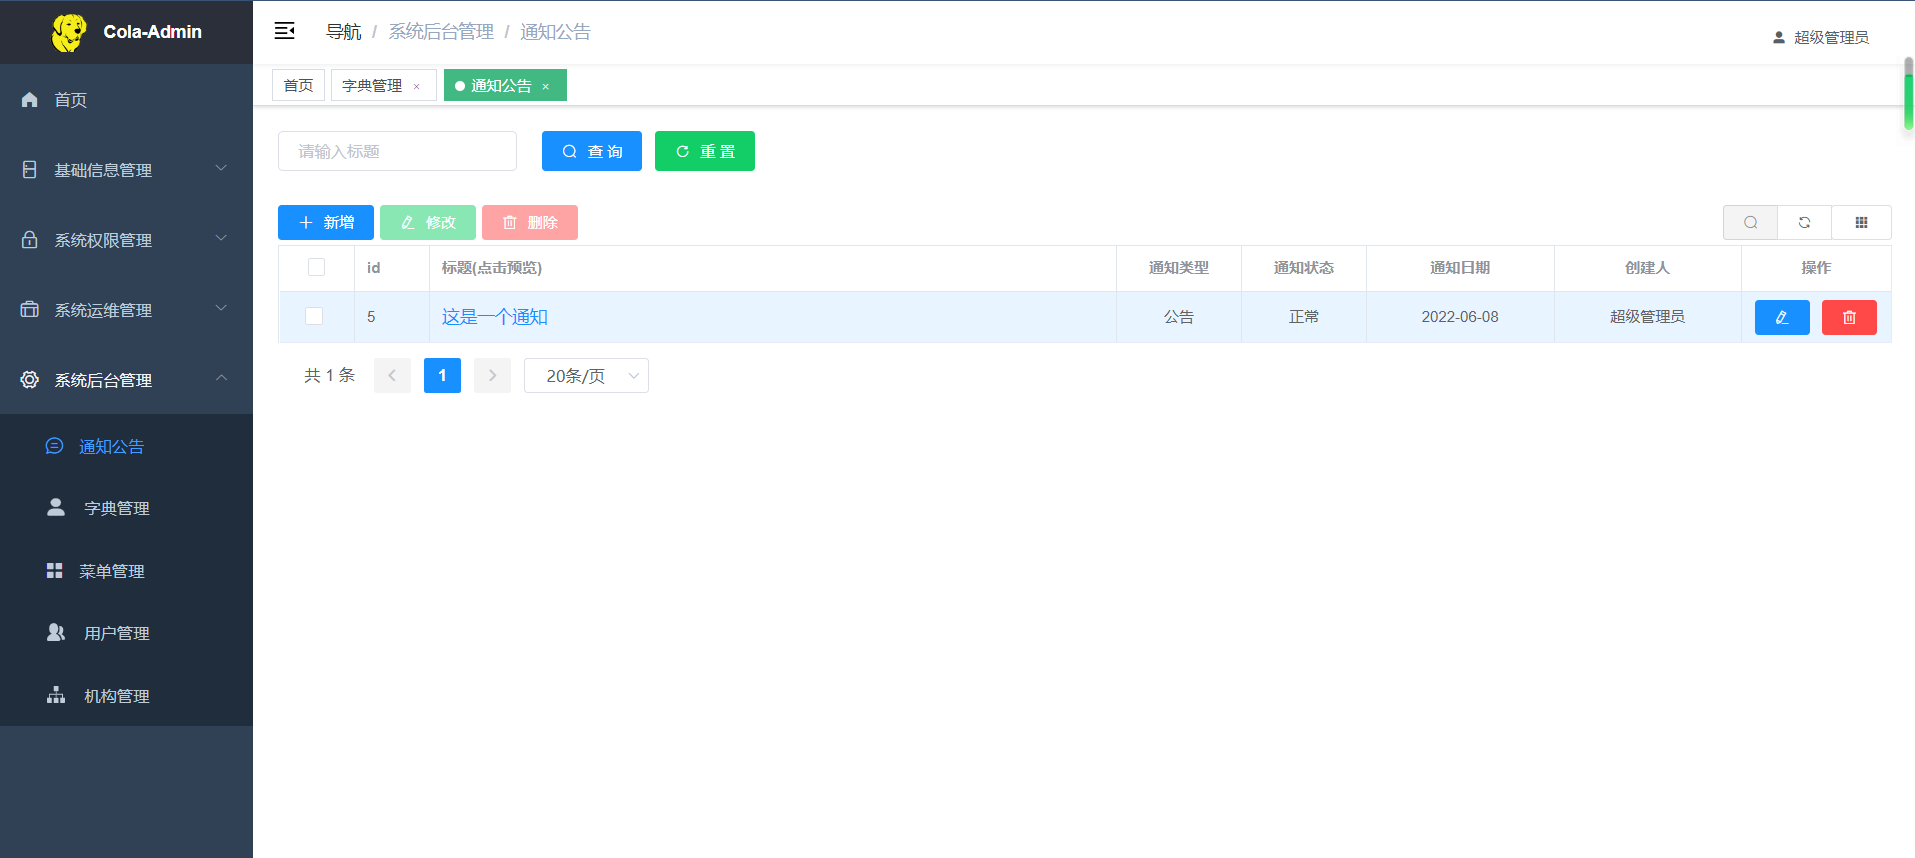 Cola-Admin
导航 / 系统后台管理 / 通知公告
超级管理员
首页
字典管理 ×
通知公告 ×
首页
基础信息管理
系统权限管理
系统运维管理
系统后台管理
通知公告
字典管理
菜单管理
用户管理
机构管理
请输入标题
查 询
重 置
新增
修改
删除
id 标题(点击预览) 通知类型 通知状态 通知日期 创建人 操作
5 这是一个通知 公告 正常 2022-06-08 超级管理员
共 1 条 1 20条/页